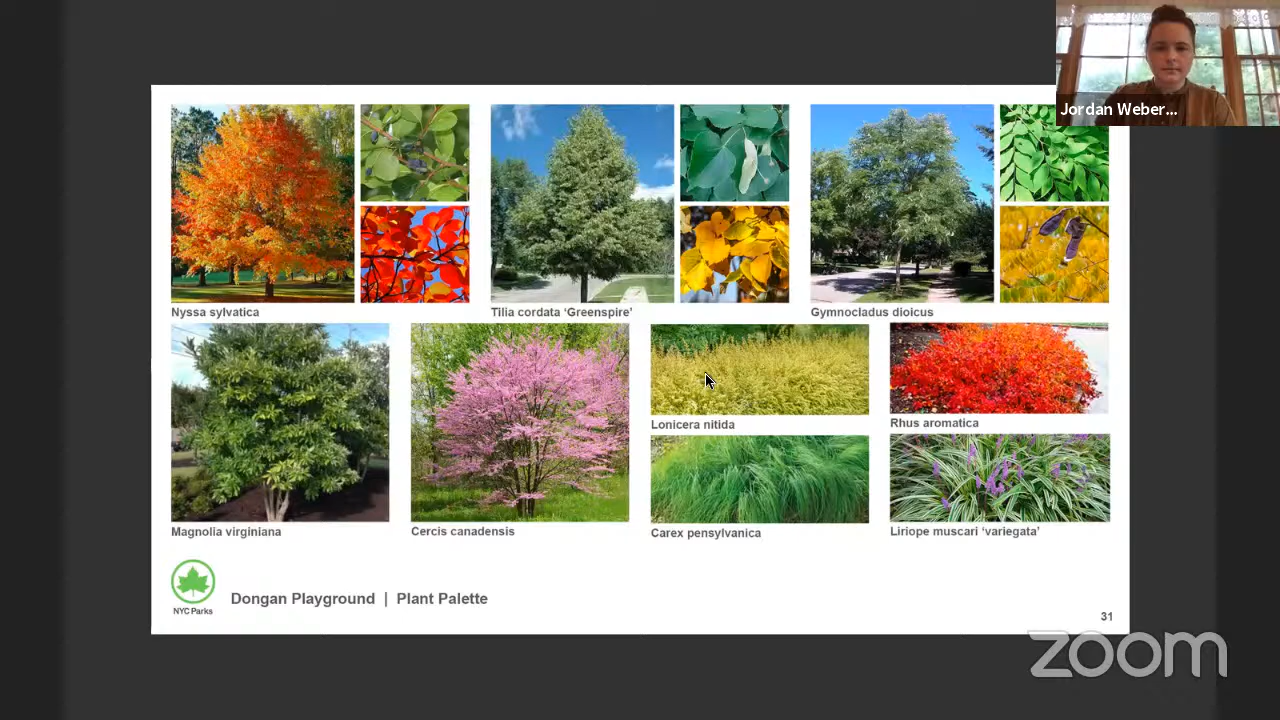 Jordan Weber...
Nyssa sylvatica
Tilia cordata ‘Greenspire’
Gymnocladus dioicus
Magnolia virginiana
Cercis canadensis
Lonicera nitida
Rhus aromatica
Carex pensylvanica
Liriope muscari ‘variegata’
NYC Parks
Dongan Playground | Plant Palette
31
zoom